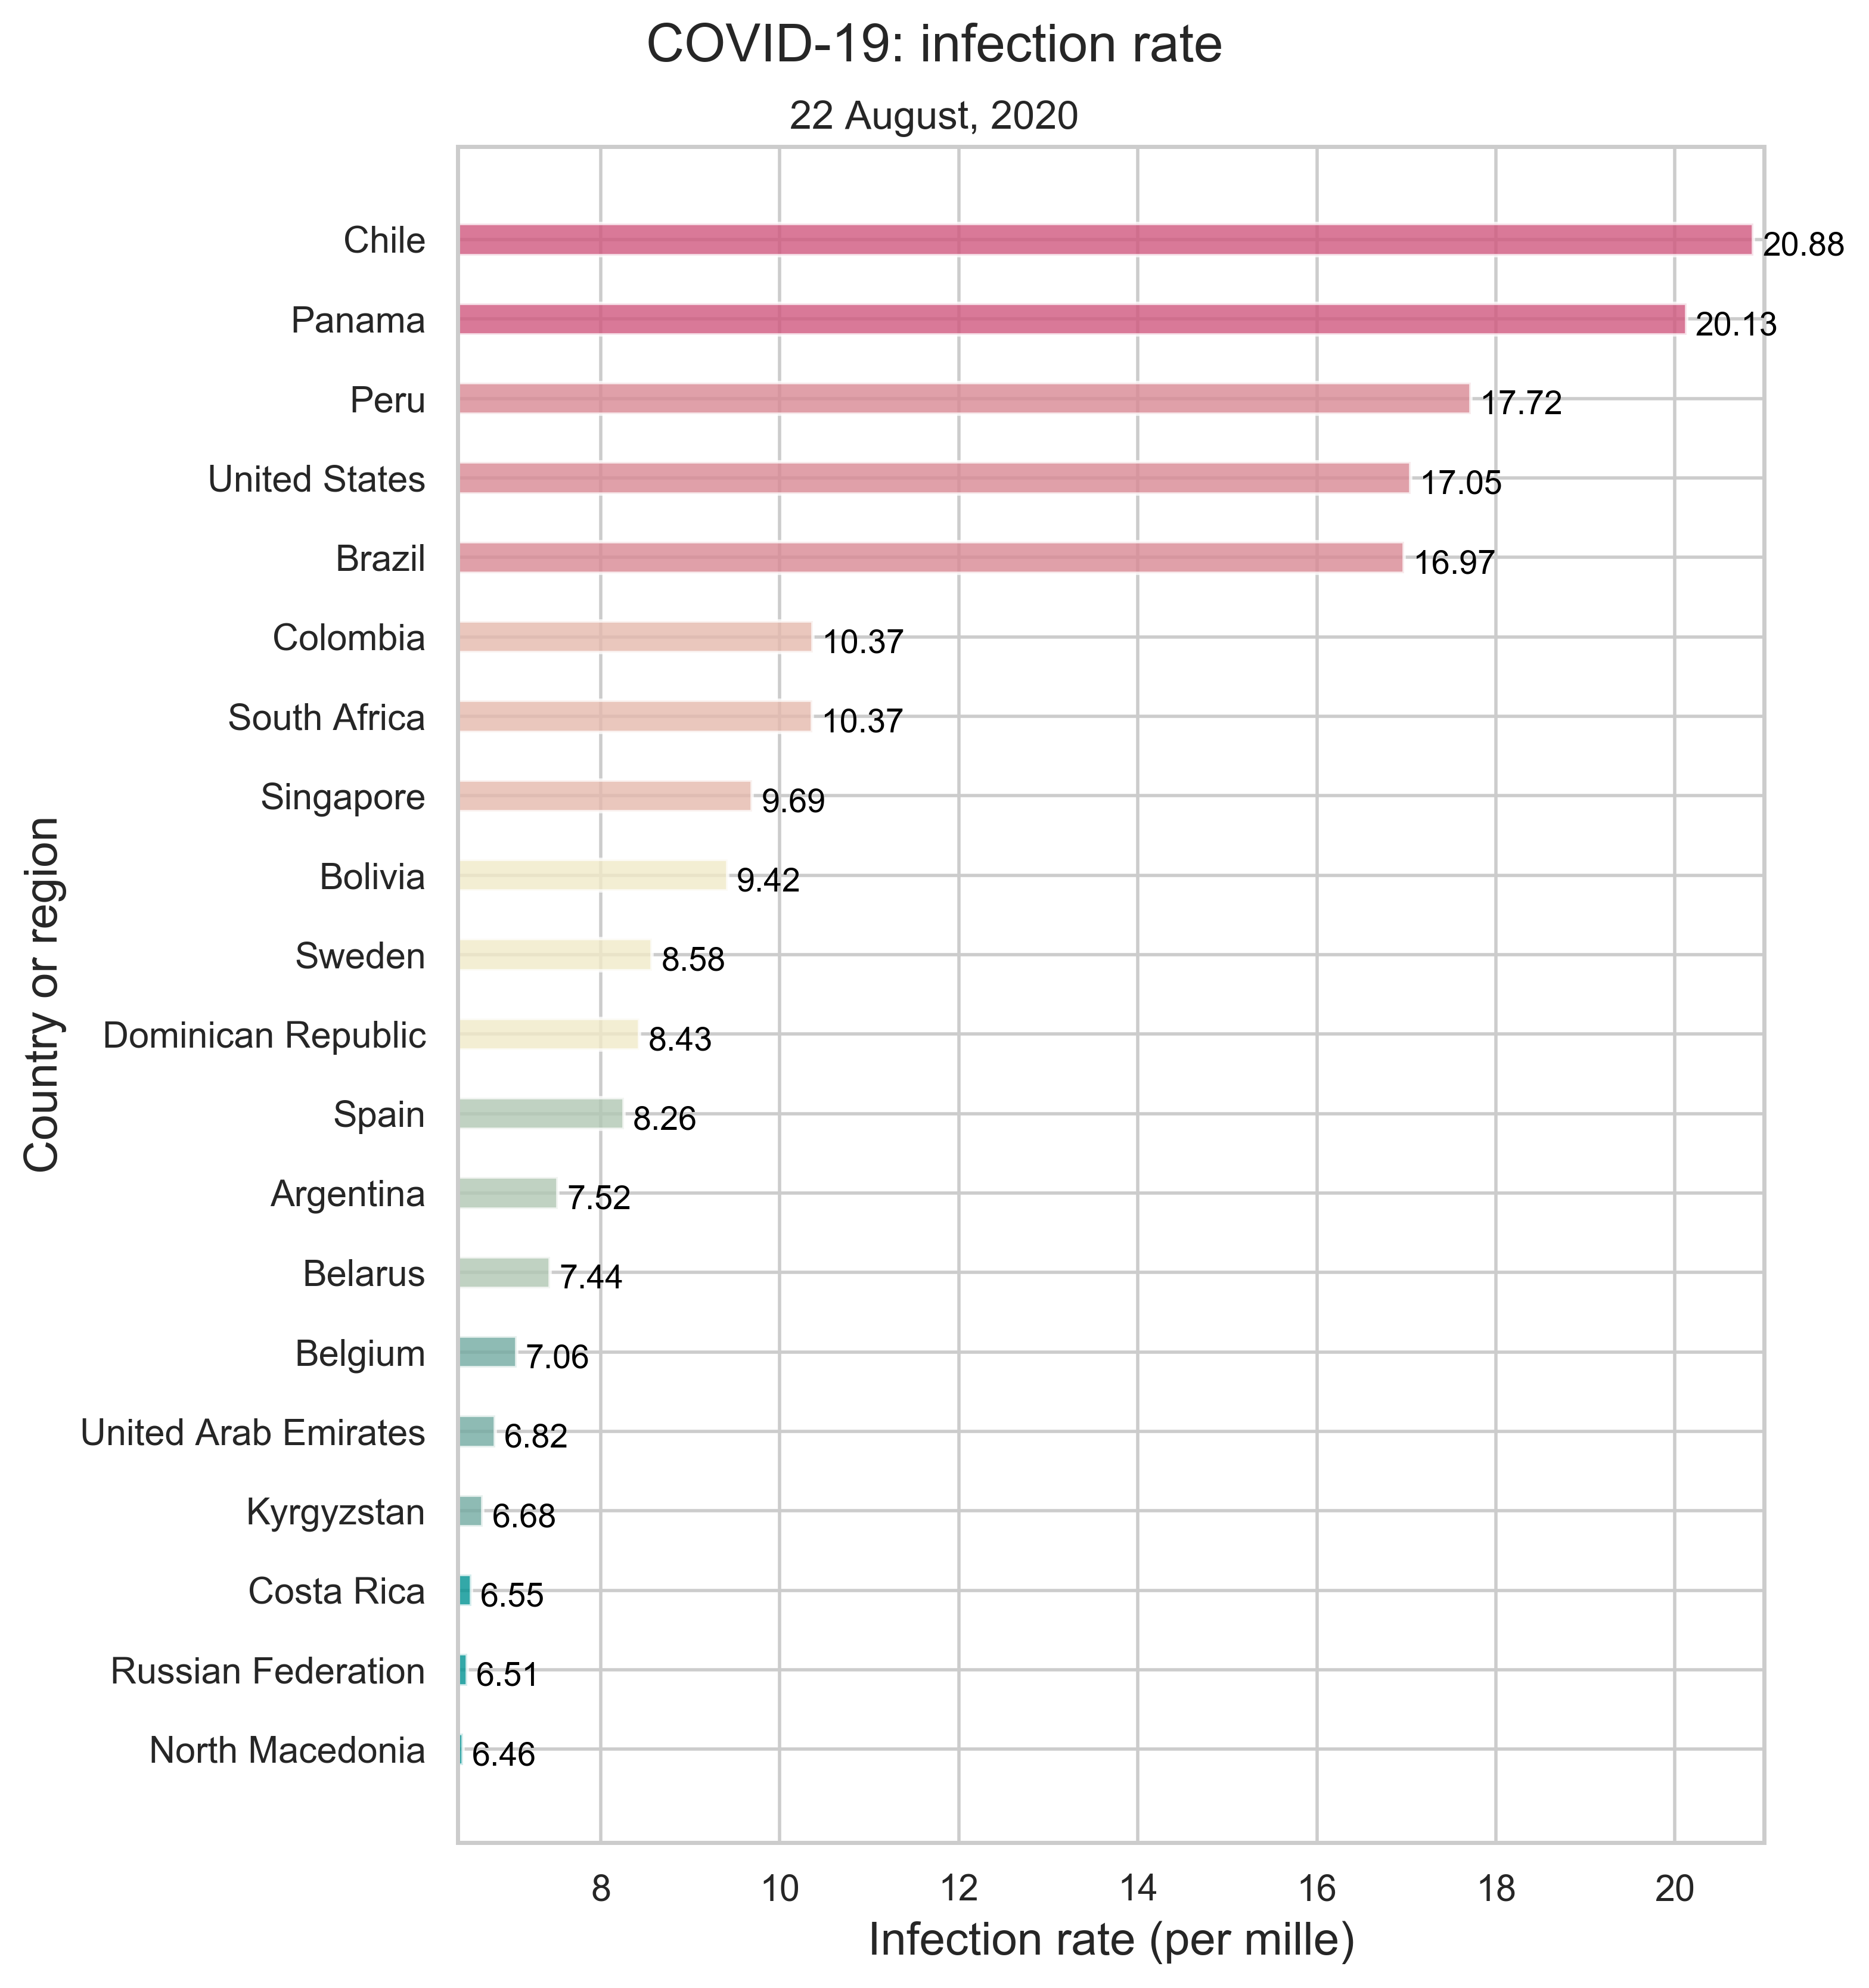 COVID-19: infection rate
22 August, 2020
Country or region
Chile 20.88
Panama 20.13
Peru 17.72
United States 17.05
Brazil 16.97
Colombia 10.37
South Africa 10.37
Singapore 9.69
Bolivia 9.42
Sweden 8.58
Dominican Republic 8.43
Spain 8.26
Argentina 7.52
Belarus 7.44
Belgium 7.06
United Arab Emirates 6.82
Kyrgyzstan 6.68
Costa Rica 6.55
Russian Federation 6.51
North Macedonia 6.46
8 10 12 14 16 18 20
Infection rate (per mille)